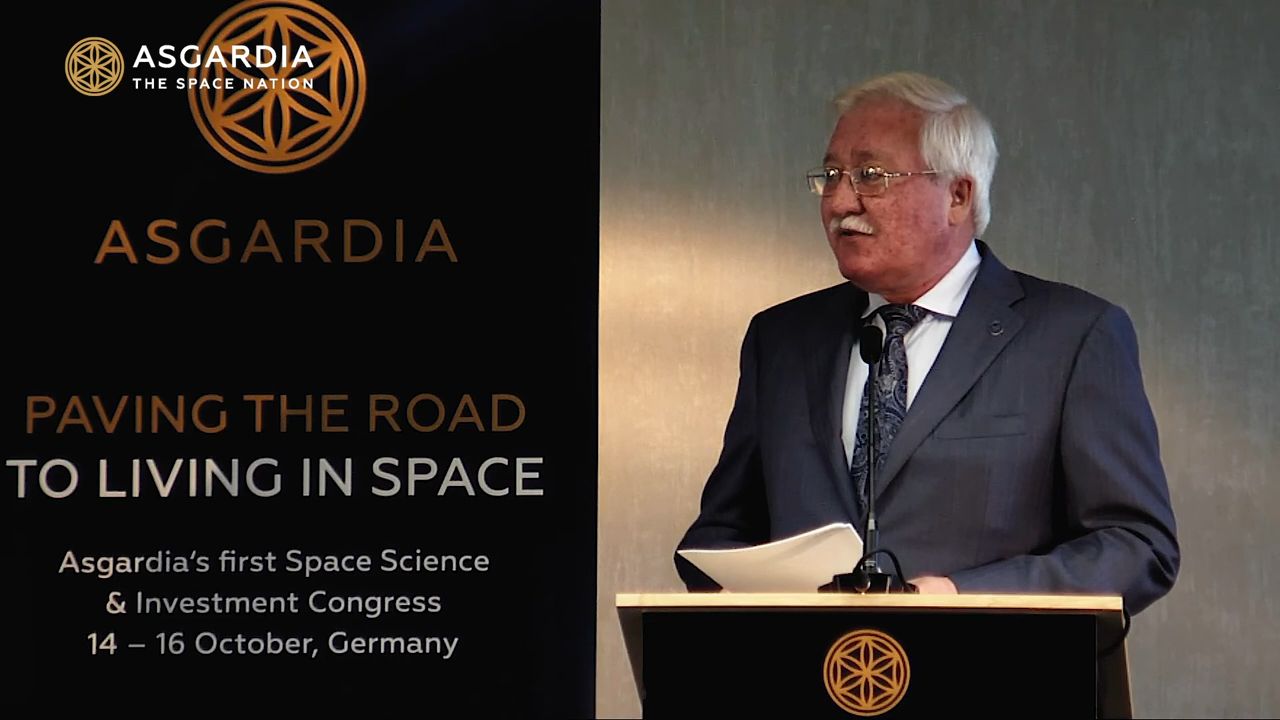 ASGARDIA
THE SPACE NATION
ASGARDIA
PAVING THE ROAD
TO LIVING IN SPACE
Asgardia's first Space Science
& Investment Congress
14 – 16 October, Germany